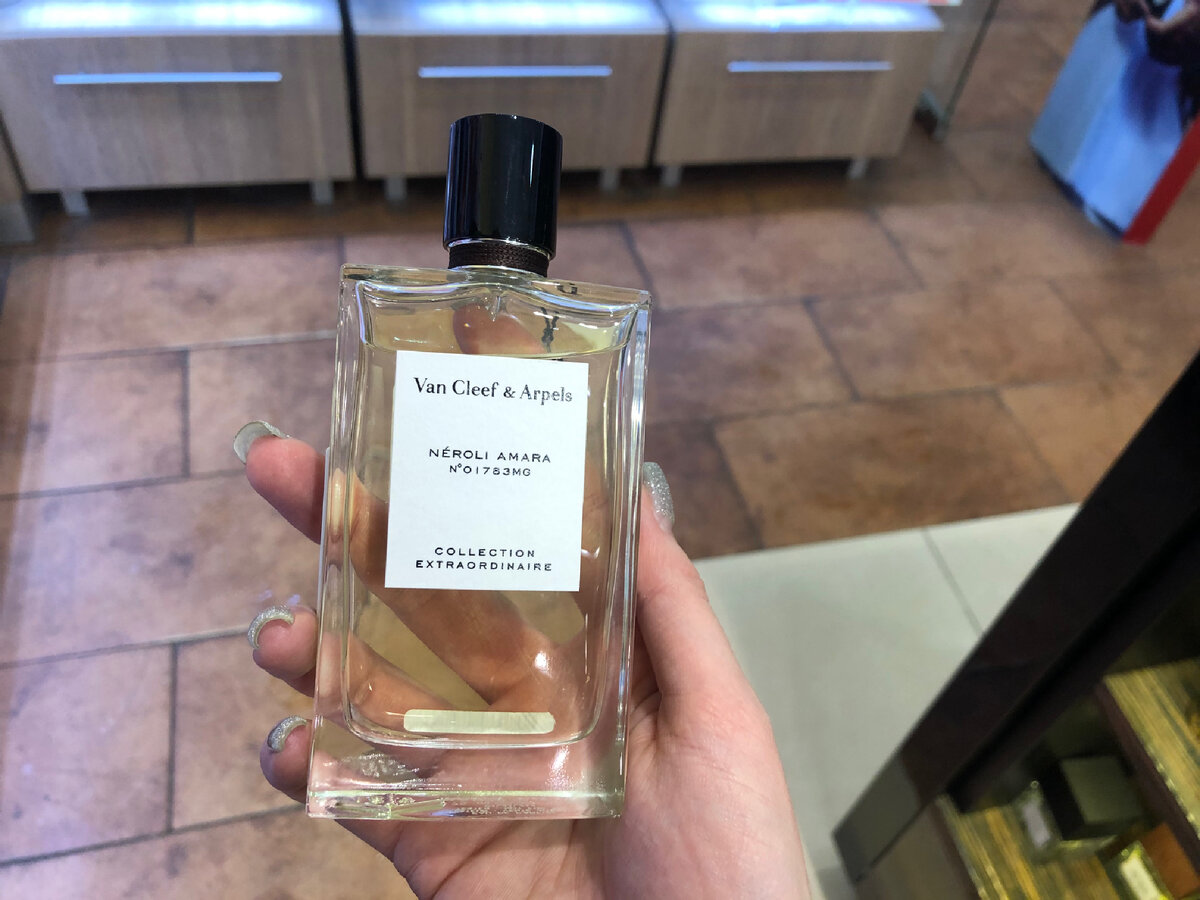 Van Cleef & Arpels
NÉROLI AMARA
N°01783MG
COLLECTION
EXTRAORDINAIRE